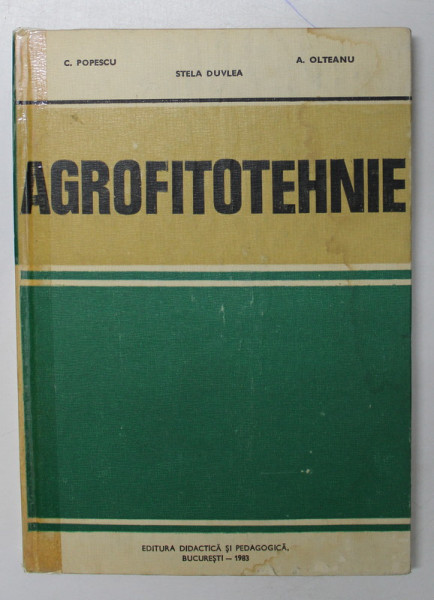 C. POPESCU
STELA DUVLEA
A. OLTEANU
AGROFITOTEHNIE
EDITURA DIDACTICĂ ȘI PEDAGOGICĂ,
BUCUREȘTI — 1983